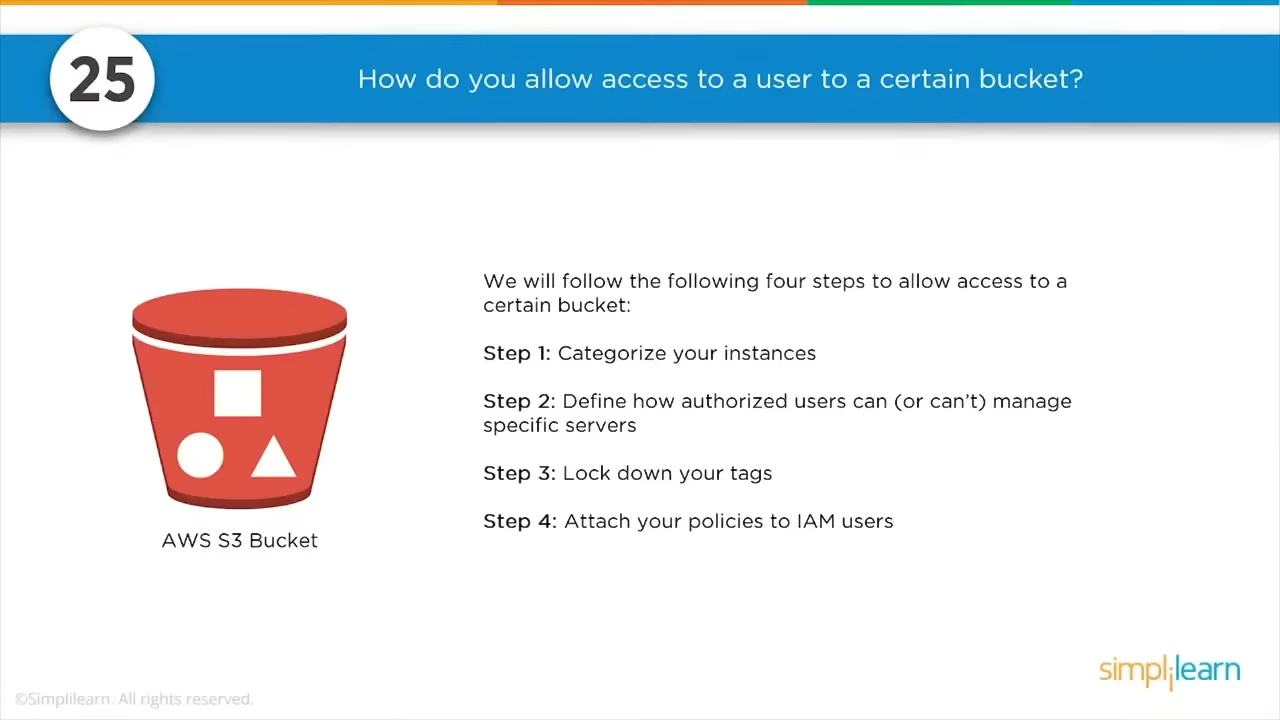 25
How do you allow access to a user to a certain bucket?
We will follow the following four steps to allow access to a
certain bucket:
Step 1: Categorize your instances
Step 2: Define how authorized users can (or can't) manage
specific servers
Step 3: Lock down your tags
Step 4: Attach your policies to IAM users
AWS S3 Bucket
simplilearn
©Simplilearn. All rights reserved.